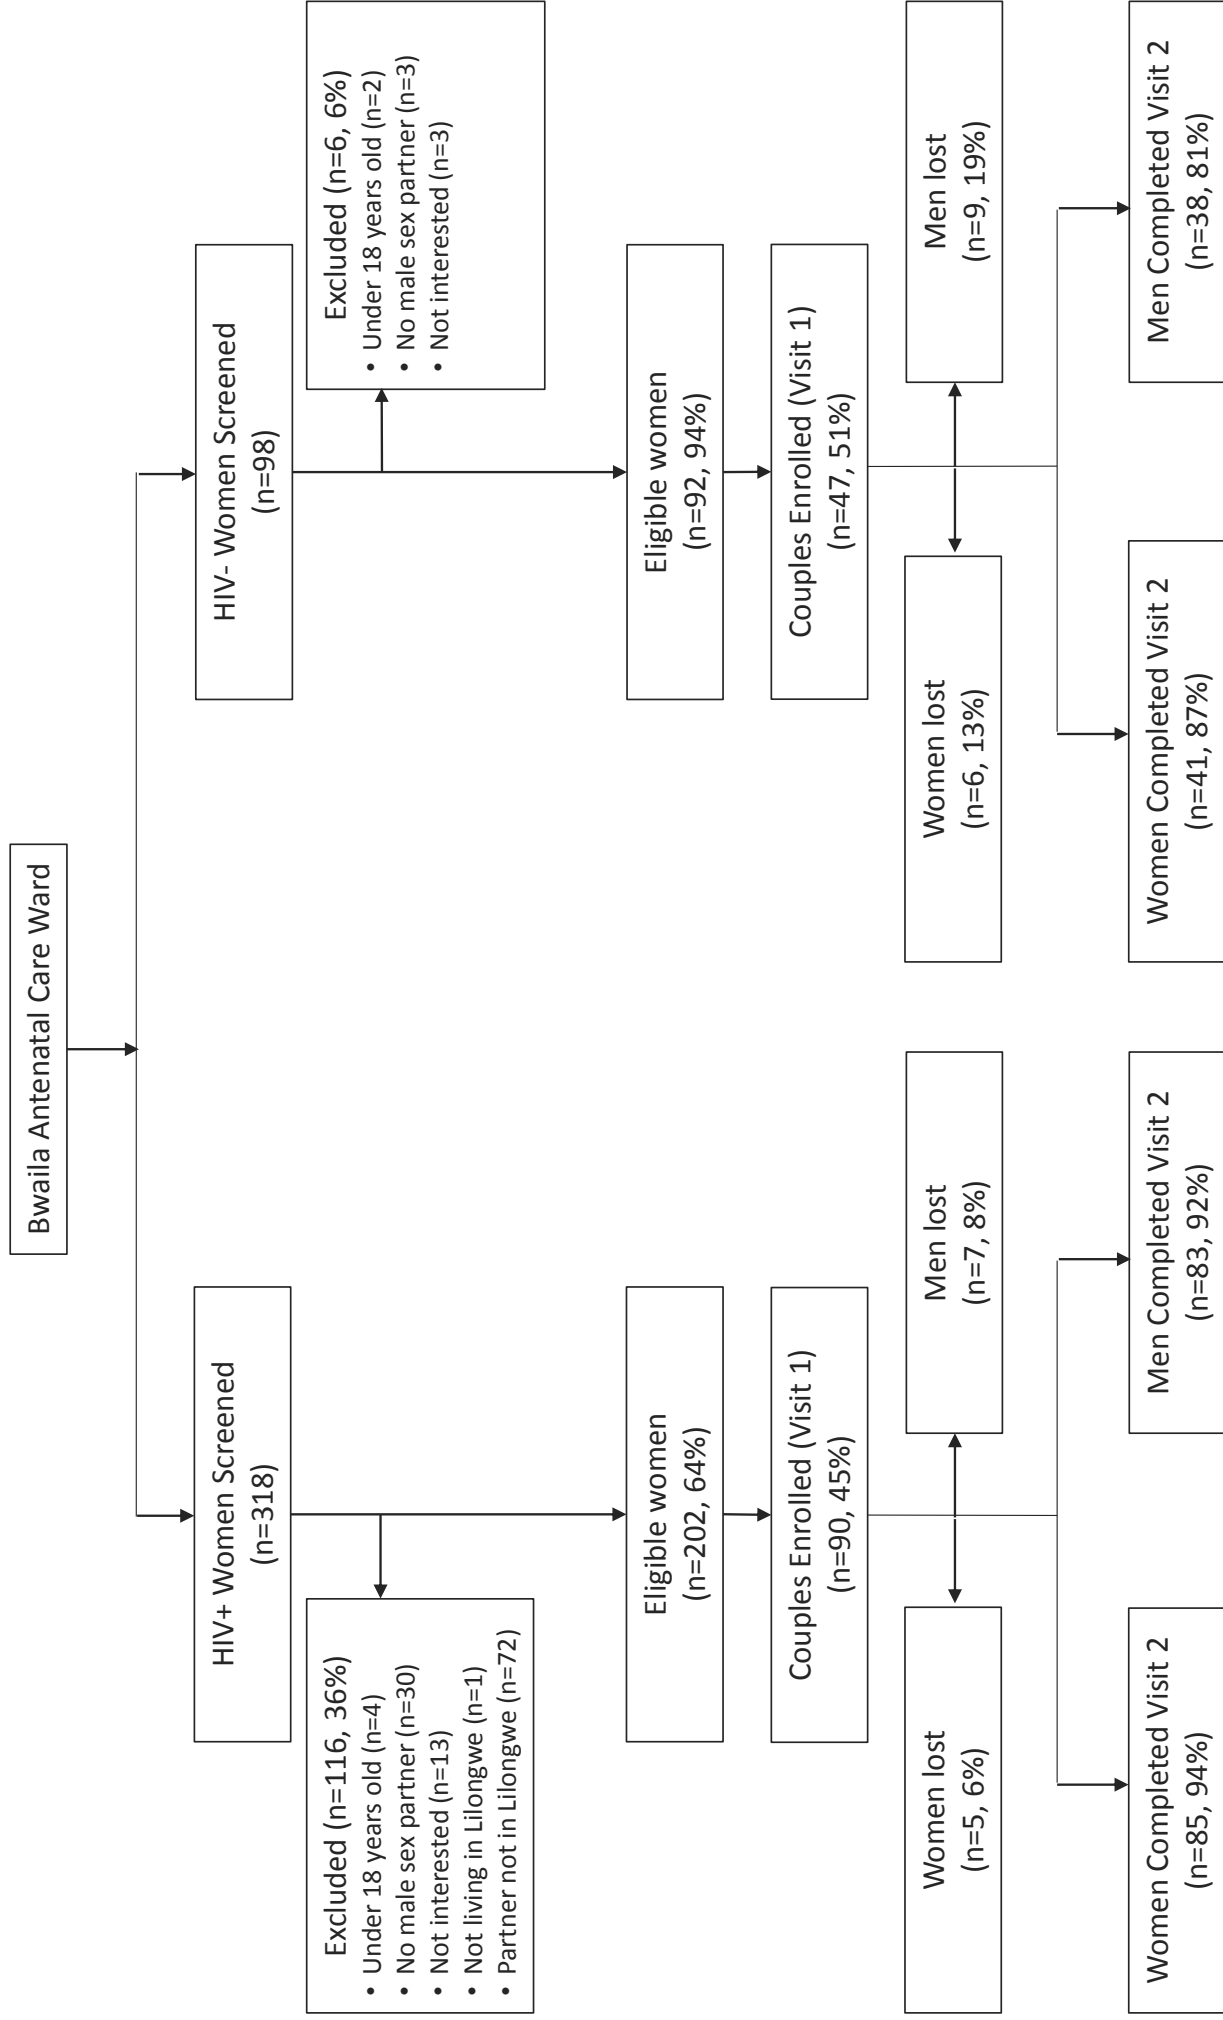 Bwaila Antenatal Care Ward
HIV+ Women Screened
(n=318)
HIV- Women Screened
(n=98)
Excluded (n=116, 36%)
• Under 18 years old (n=4)
• No male sex partner (n=30)
• Not interested (n=13)
• Not living in Lilongwe (n=1)
• Partner not in Lilongwe (n=72)
Excluded (n=6, 6%)
• Under 18 years old (n=2)
• No male sex partner (n=3)
• Not interested (n=3)
Eligible women
(n=202, 64%)
Eligible women
(n=92, 94%)
Couples Enrolled (Visit 1)
(n=90, 45%)
Couples Enrolled (Visit 1)
(n=47, 51%)
Women lost
(n=5, 6%)
Men lost
(n=7, 8%)
Women lost
(n=6, 13%)
Men lost
(n=9, 19%)
Women Completed Visit 2
(n=85, 94%)
Men Completed Visit 2
(n=83, 92%)
Women Completed Visit 2
(n=41, 87%)
Men Completed Visit 2
(n=38, 81%)